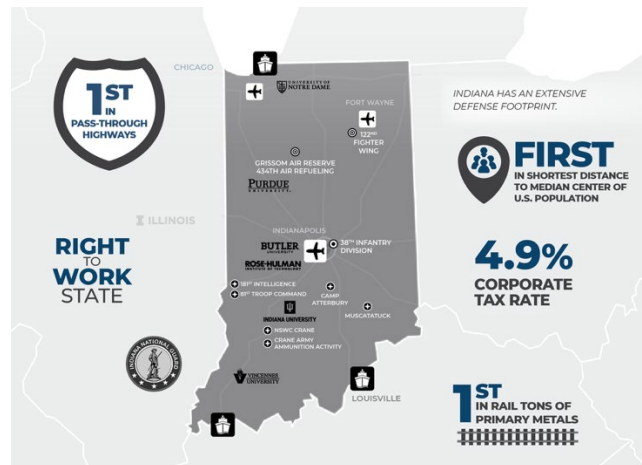 CHICAGO
1ST
IN
PASS-THROUGH
HIGHWAYS
UNIVERSITY OF
NOTRE DAME
FORT WAYNE
122ND
FIGHTER
WING
GRISSOM AIR RESERVE
434TH AIR REFUELING
PURDUE
UNIVERSITY
INDIANA HAS AN EXTENSIVE
DEFENSE FOOTPRINT.
FIRST
IN SHORTEST DISTANCE
TO MEDIAN CENTER OF
U.S. POPULATION
ILLINOIS
INDIANAPOLIS
BUTLER
UNIVERSITY
38TH INFANTRY
DIVISION
ROSE-HULMAN
INSTITUTE OF TECHNOLOGY
RIGHT
TO
WORK
STATE
4.9%
CORPORATE
TAX RATE
181ST INTELLIGENCE
81ST TROOP COMMAND
CAMP
ATTERBURY
MUSCATATUCK
INDIANA UNIVERSITY
NSWC CRANE
CRANE ARMY
AMMUNITION ACTIVITY
INDIANA NATIONAL GUARD
VINCENNES
UNIVERSITY
LOUISVILLE
1ST
IN RAIL TONS OF
PRIMARY METALS